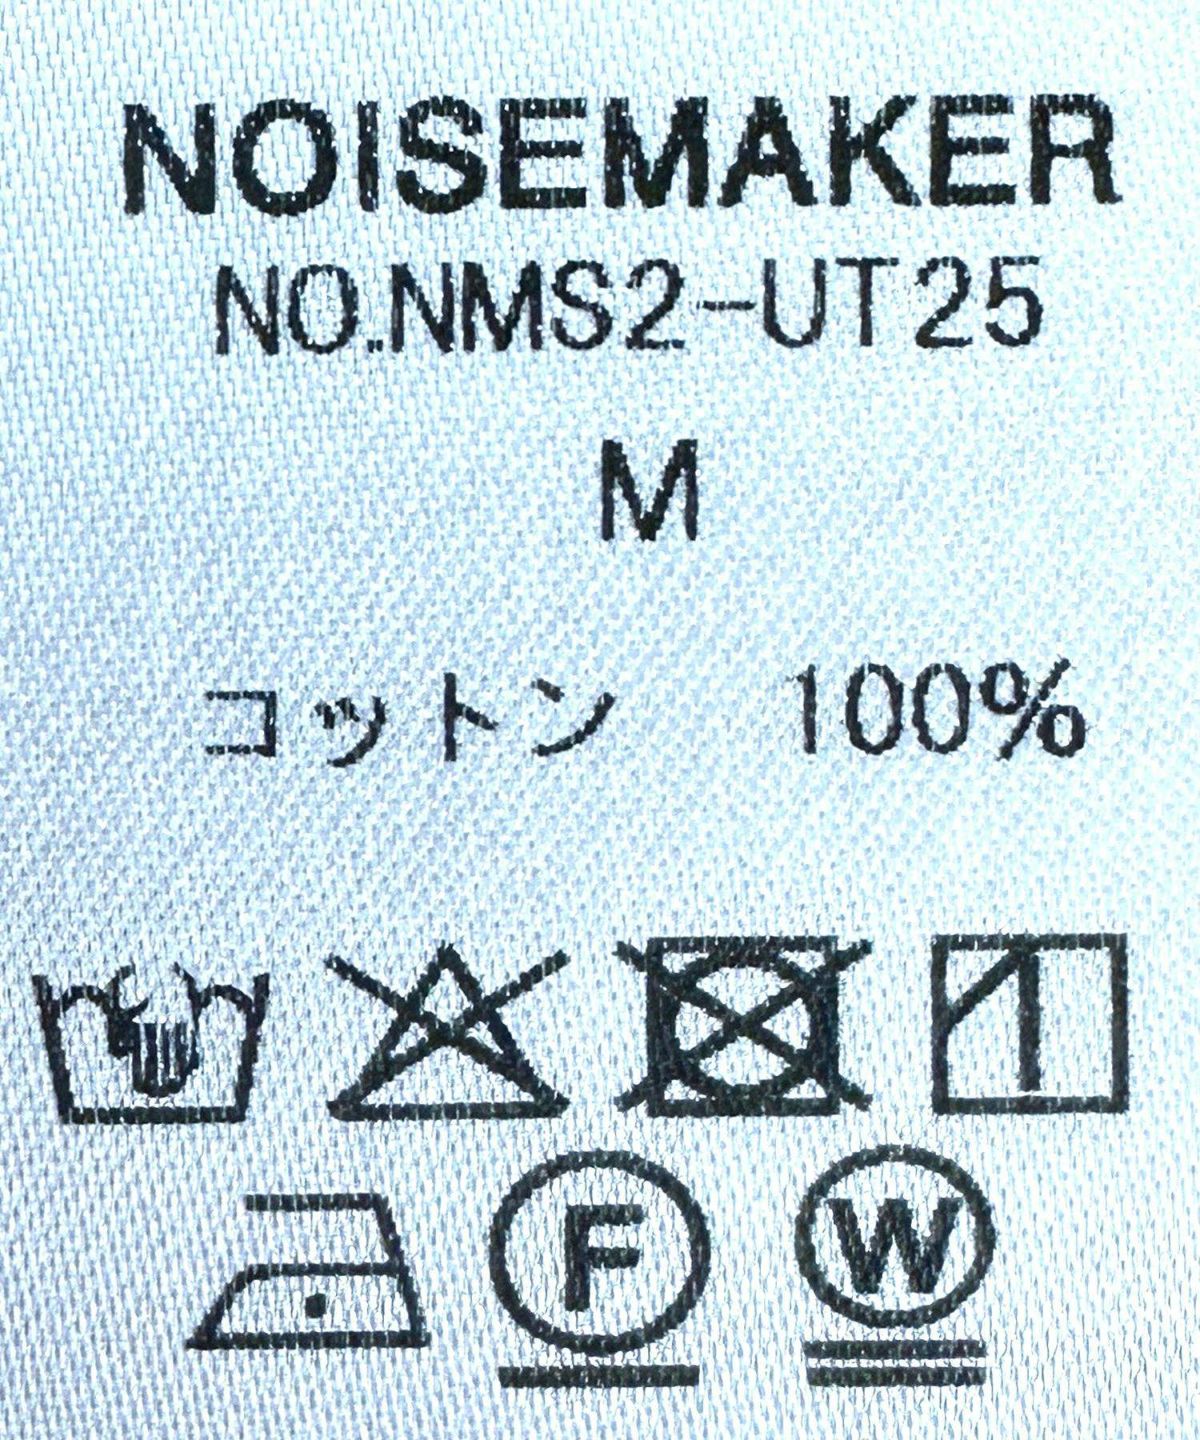 NOISEMAKER
NO.NMS2-UT25
M
コットン 100%
F W